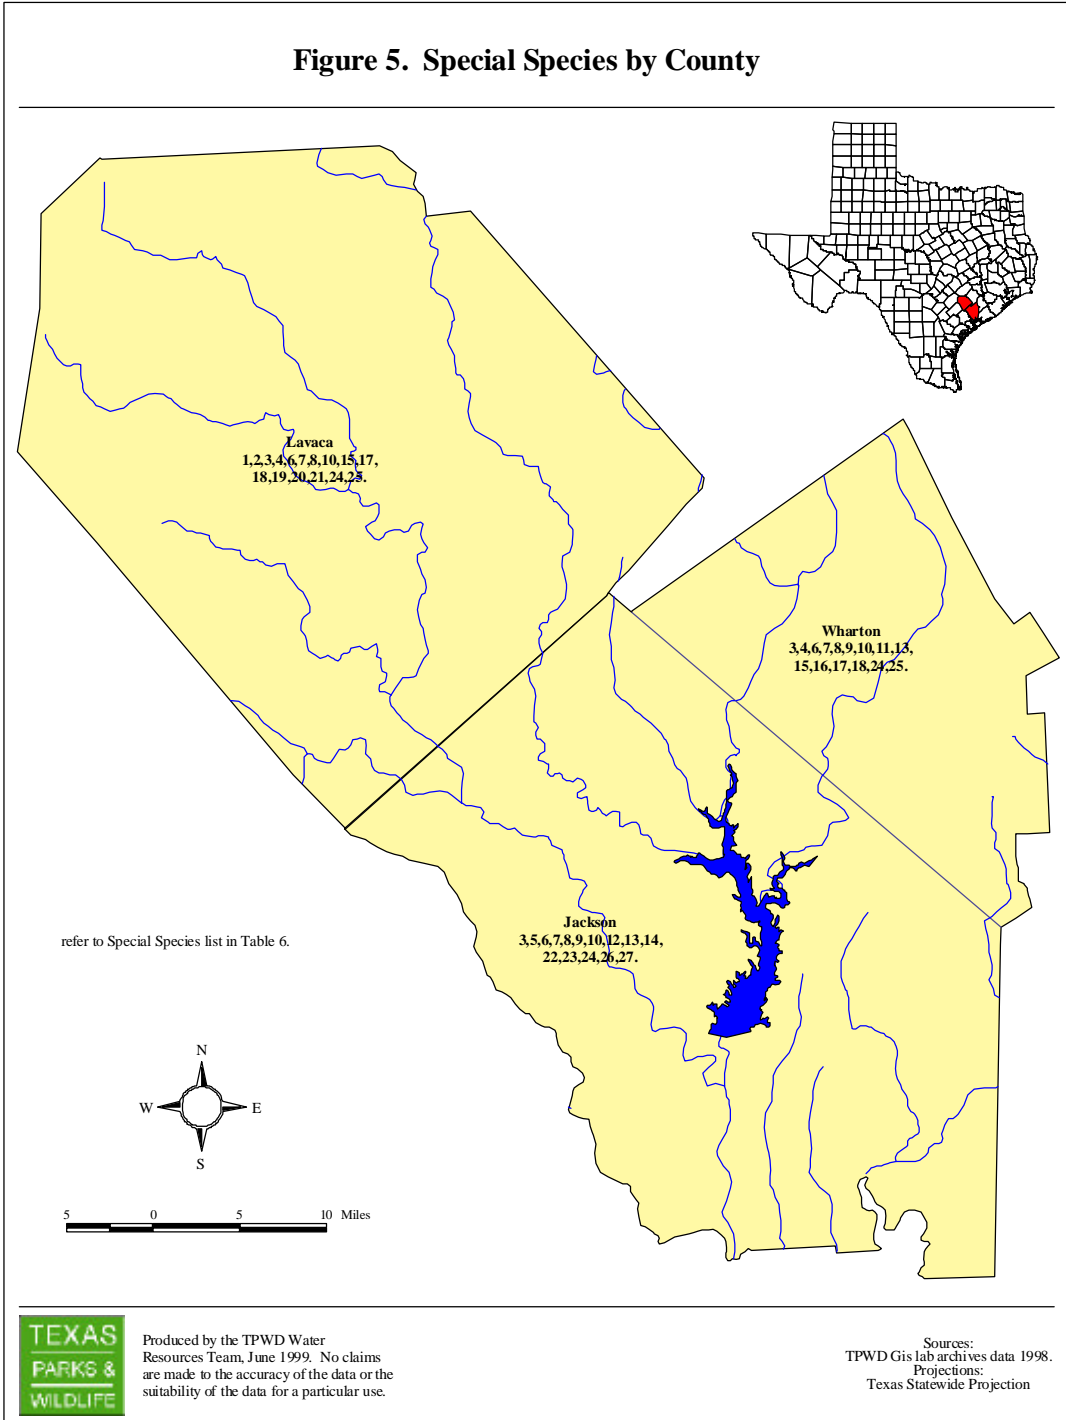 Figure 5.  Special Species by County
Lavaca
1,2,3,4,6,7,8,10,15,17,
18,19,20,21,24,25.
Wharton
3,4,6,7,8,9,10,11,13,
15,16,17,18,24,25.
Jackson
3,5,6,7,8,9,10,12,13,14,
22,23,24,26,27.
refer to Special Species list in Table 6.
N
W E
S
5 0 5 10 Miles
TEXAS
PARKS &
WILDLIFE
Produced by the TPWD Water
Resources Team, June 1999.  No claims
are made to the accuracy of the data or the
suitability of the data for a particular use.
Sources:
TPWD Gis lab archives data 1998.
Projections:
Texas Statewide Projection